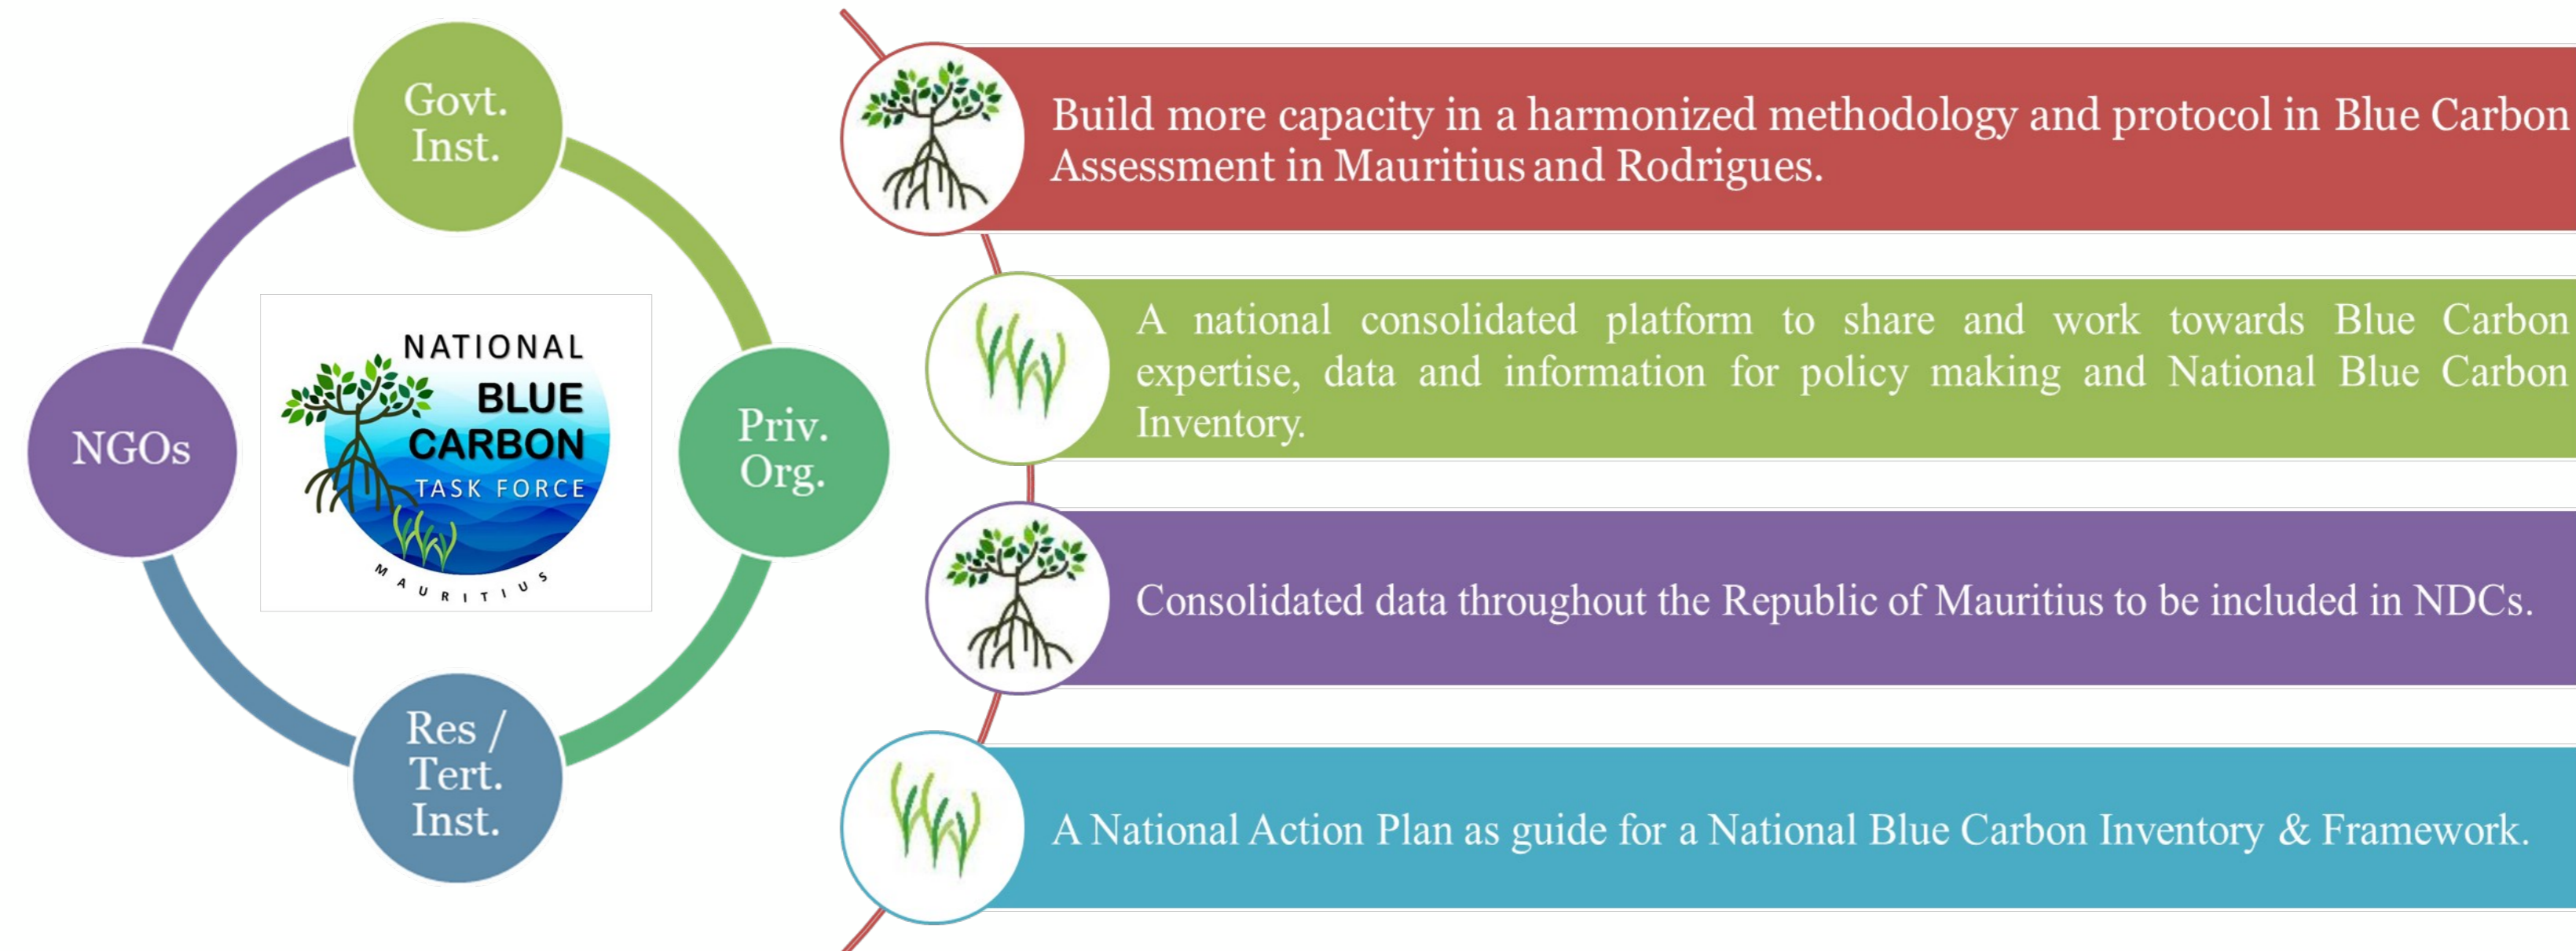 Govt.
Inst.
NGOs
NATIONAL
BLUE
CARBON
TASK FORCE
MAURITIUS
Priv.
Org.
Res /
Tert.
Inst.
Build more capacity in a harmonized methodology and protocol in Blue Carbon
Assessment in Mauritius and Rodrigues.
A national consolidated platform to share and work towards Blue Carbon
expertise, data and information for policy making and National Blue Carbon
Inventory.
Consolidated data throughout the Republic of Mauritius to be included in NDCs.
A National Action Plan as guide for a National Blue Carbon Inventory & Framework.